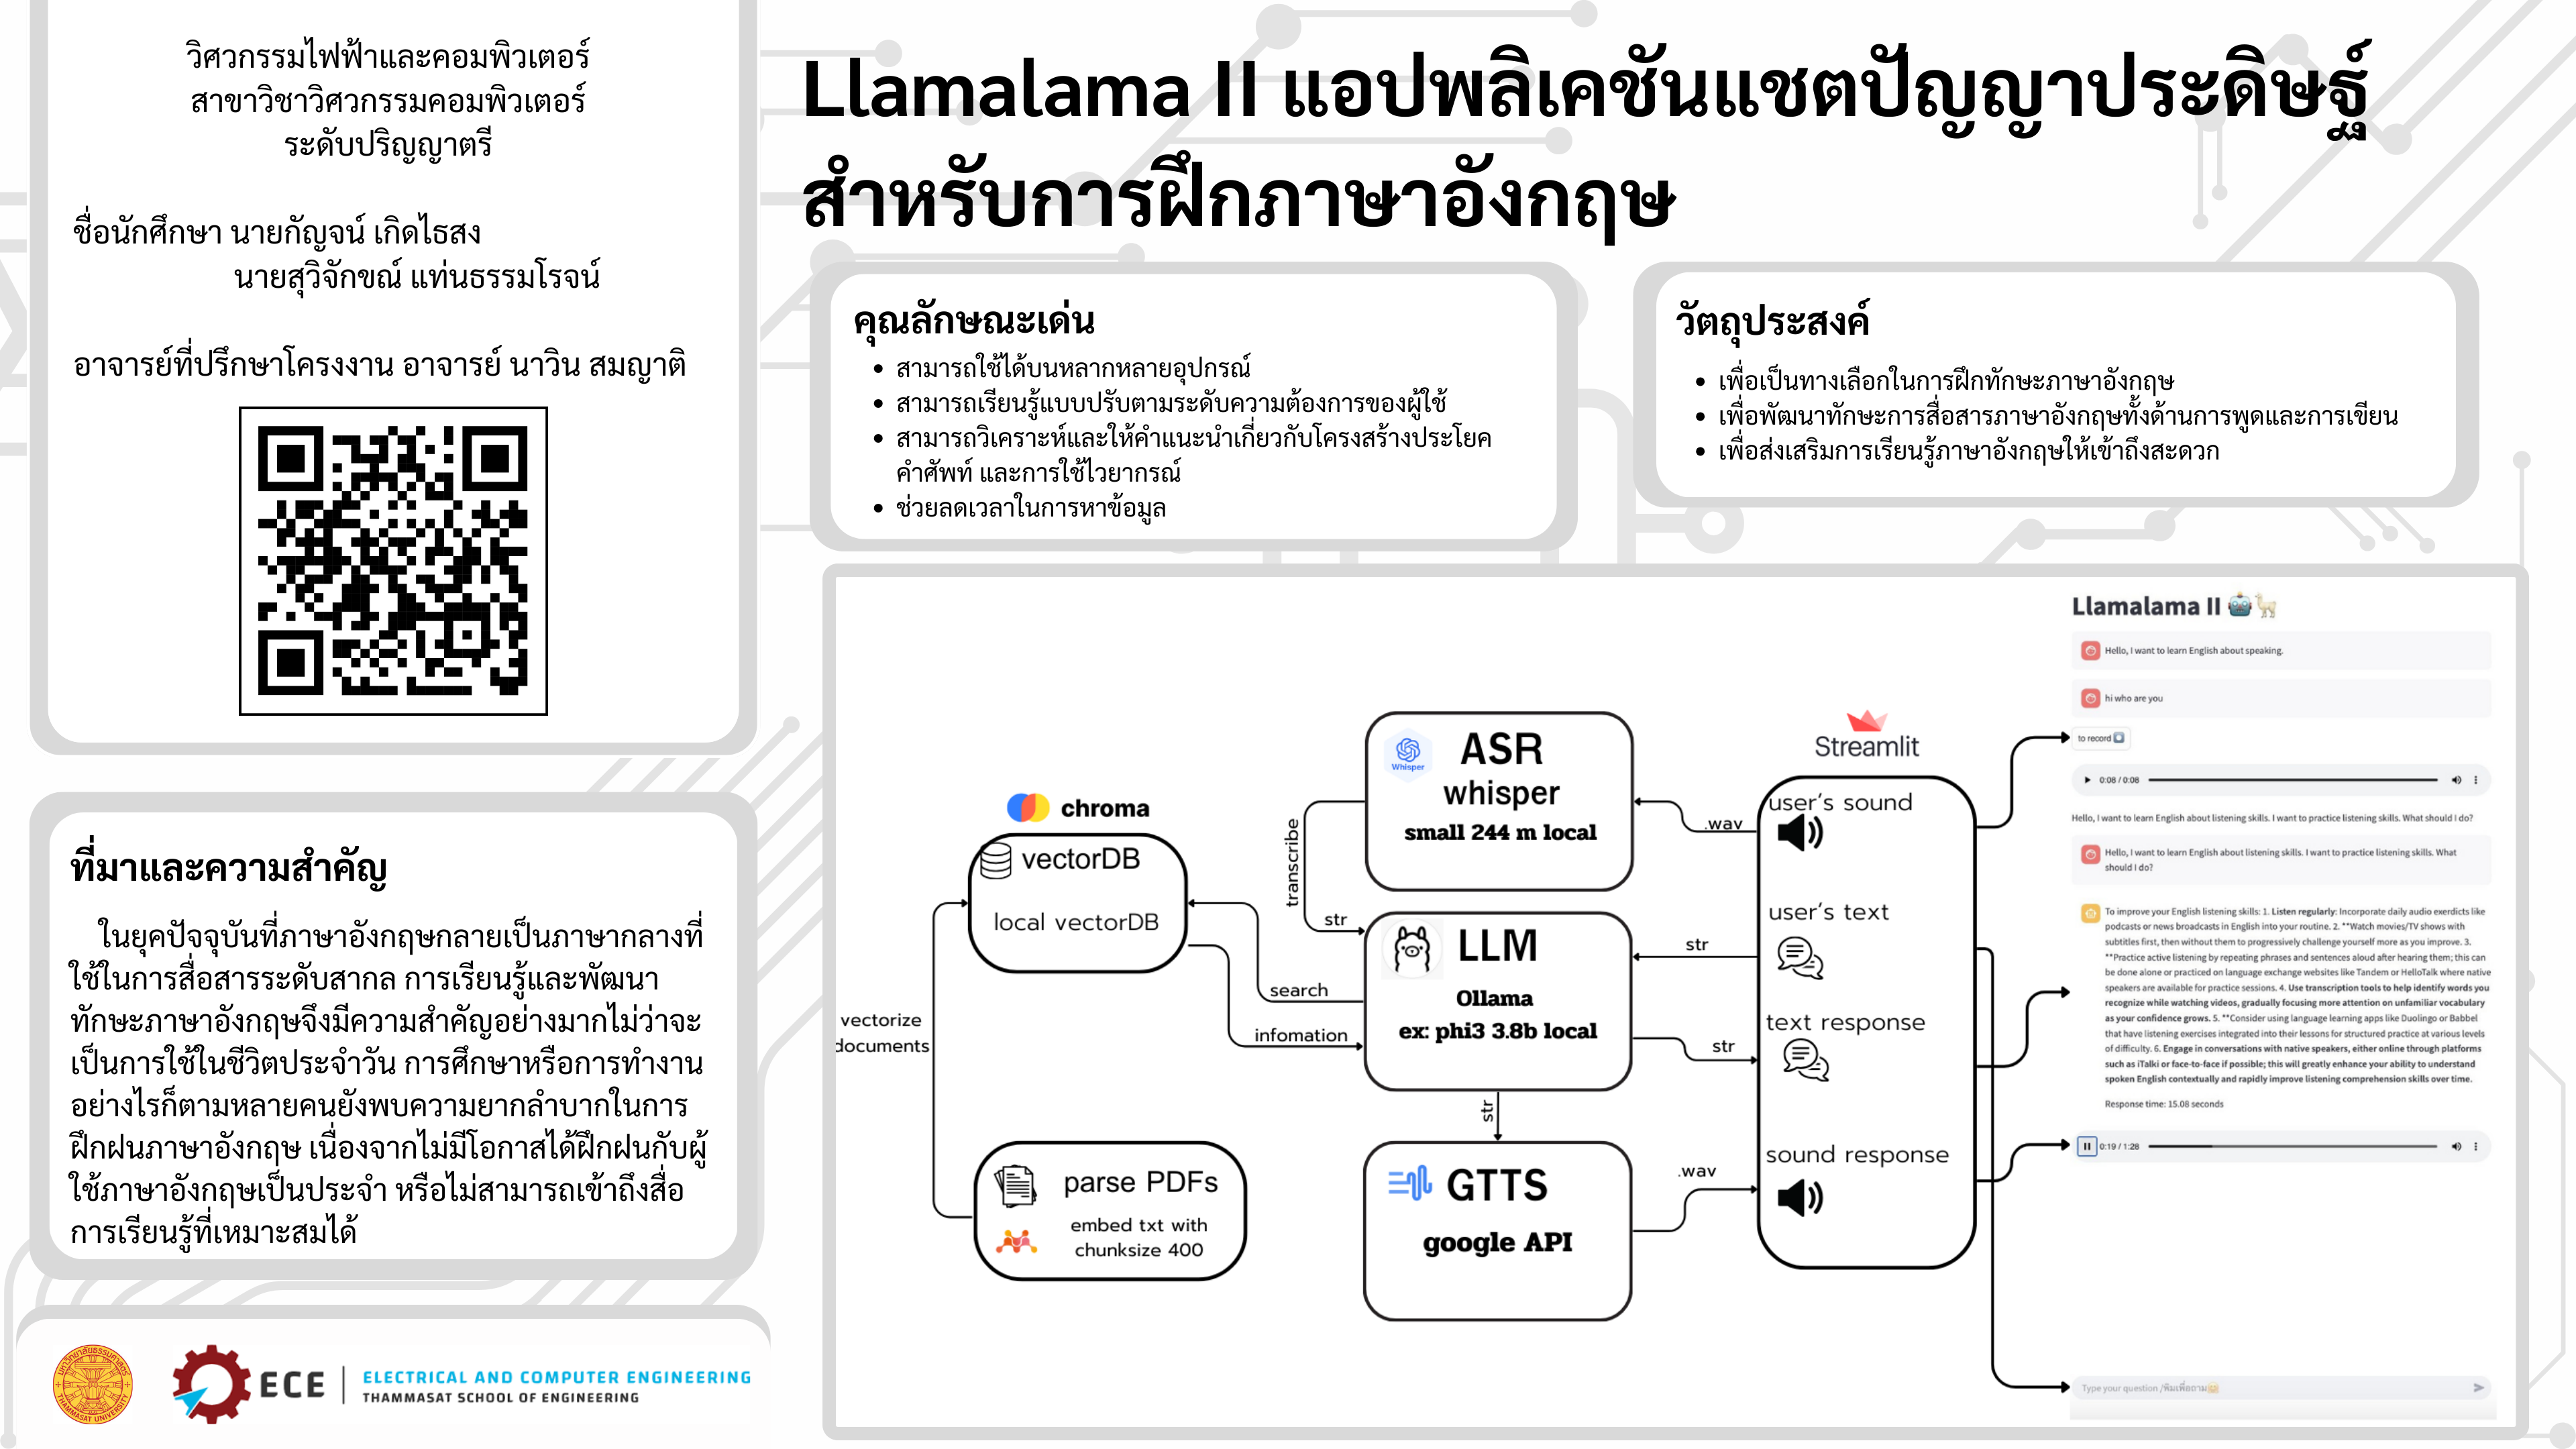 วิศวกรรมไฟฟ้าและคอมพิวเตอร์
สาขาวิชาวิศวกรรมคอมพิวเตอร์
ระดับปริญญาตรี
ชื่อนักศึกษา นายกัญจน์ เกิดไธสง
นายสุวิจักขณ์ แท่นธรรมโรจน์
อาจารย์ที่ปรึกษาโครงงาน อาจารย์ นาวิน สมญาติ
ที่มาและความสำคัญ
ในยุคปัจจุบันที่ภาษาอังกฤษกลายเป็นภาษากลางที่
ใช้ในการสื่อสารระดับสากล การเรียนรู้และพัฒนา
ทักษะภาษาอังกฤษจึงมีความสำคัญอย่างมากไม่ว่าจะ
เป็นการใช้ในชีวิตประจำวัน การศึกษาหรือการทำงาน
อย่างไรก็ตามหลายคนยังพบความยากลำบากในการ
ฝึกฝนภาษาอังกฤษ เนื่องจากไม่มีโอกาสได้ฝึกฝนกับผู้
ใช้ภาษาอังกฤษเป็นประจำ หรือไม่สามารถเข้าถึงสื่อ
การเรียนรู้ที่เหมาะสมได้
มหาวิทยาลัยธรรมศาสตร์
THAMMASAT UNIVERSITY
ECE
ELECTRICAL AND COMPUTER ENGINEERING
THAMMASAT SCHOOL OF ENGINEERING
Llamalama II แอปพลิเคชันแชตปัญญาประดิษฐ์
สำหรับการฝึกภาษาอังกฤษ
คุณลักษณะเด่น
• สามารถใช้ได้บนหลากหลายอุปกรณ์
• สามารถเรียนรู้แบบปรับตามระดับความต้องการของผู้ใช้
• สามารถวิเคราะห์และให้คำแนะนำเกี่ยวกับโครงสร้างประโยค
คำศัพท์ และการใช้ไวยากรณ์
• ช่วยลดเวลาในการหาข้อมูล
วัตถุประสงค์
• เพื่อเป็นทางเลือกในการฝึกทักษะภาษาอังกฤษ
• เพื่อพัฒนาทักษะการสื่อสารภาษาอังกฤษทั้งด้านการพูดและการเขียน
• เพื่อส่งเสริมการเรียนรู้ภาษาอังกฤษให้เข้าถึงสะดวก
chroma
vectorDB
local vectorDB
vectorize
documents
parse PDFs
embed txt with
chunksize 400
search
infomation
transcribe
str
Whisper
ASR
whisper
small 244 m local
LLM
Ollama
ex: phi3 3.8b local
str
GTTS
google API
.wav
str
str
.wav
Streamlit
user's sound
user's text
text response
sound response
Llamalama II
Hello, I want to learn English about speaking.
hi who are you
to record
0:08 / 0:08
Hello, I want to learn English about listening skills. I want to practice listening skills. What should I do?
Hello, I want to learn English about listening skills. I want to practice listening skills. What
should I do?
To improve your English listening skills: 1. Listen regularly: Incorporate daily audio exerdicts like
podcasts or news broadcasts in English into your routine. 2. **Watch movies/TV shows with
subtitles first, then without them to progressively challenge yourself more as you improve. 3.
**Practice active listening by repeating phrases and sentences aloud after hearing them; this can
be done alone or practiced on language exchange websites like Tandem or HelloTalk where native
speakers are available for practice sessions. 4. Use transcription tools to help identify words you
recognize while watching videos, gradually focusing more attention on unfamiliar vocabulary
as your confidence grows. 5. **Consider using language learning apps like Duolingo or Babbel
that have listening exercises integrated into their lessons for structured practice at various levels
of difficulty. 6. Engage in conversations with native speakers, either online through platforms
such as iTalki or face-to-face if possible; this will greatly enhance your ability to understand
spoken English contextually and rapidly improve listening comprehension skills over time.
Response time: 15.08 seconds
0:19 / 1:28
Type your question /พิมพ์เพื่อถาม